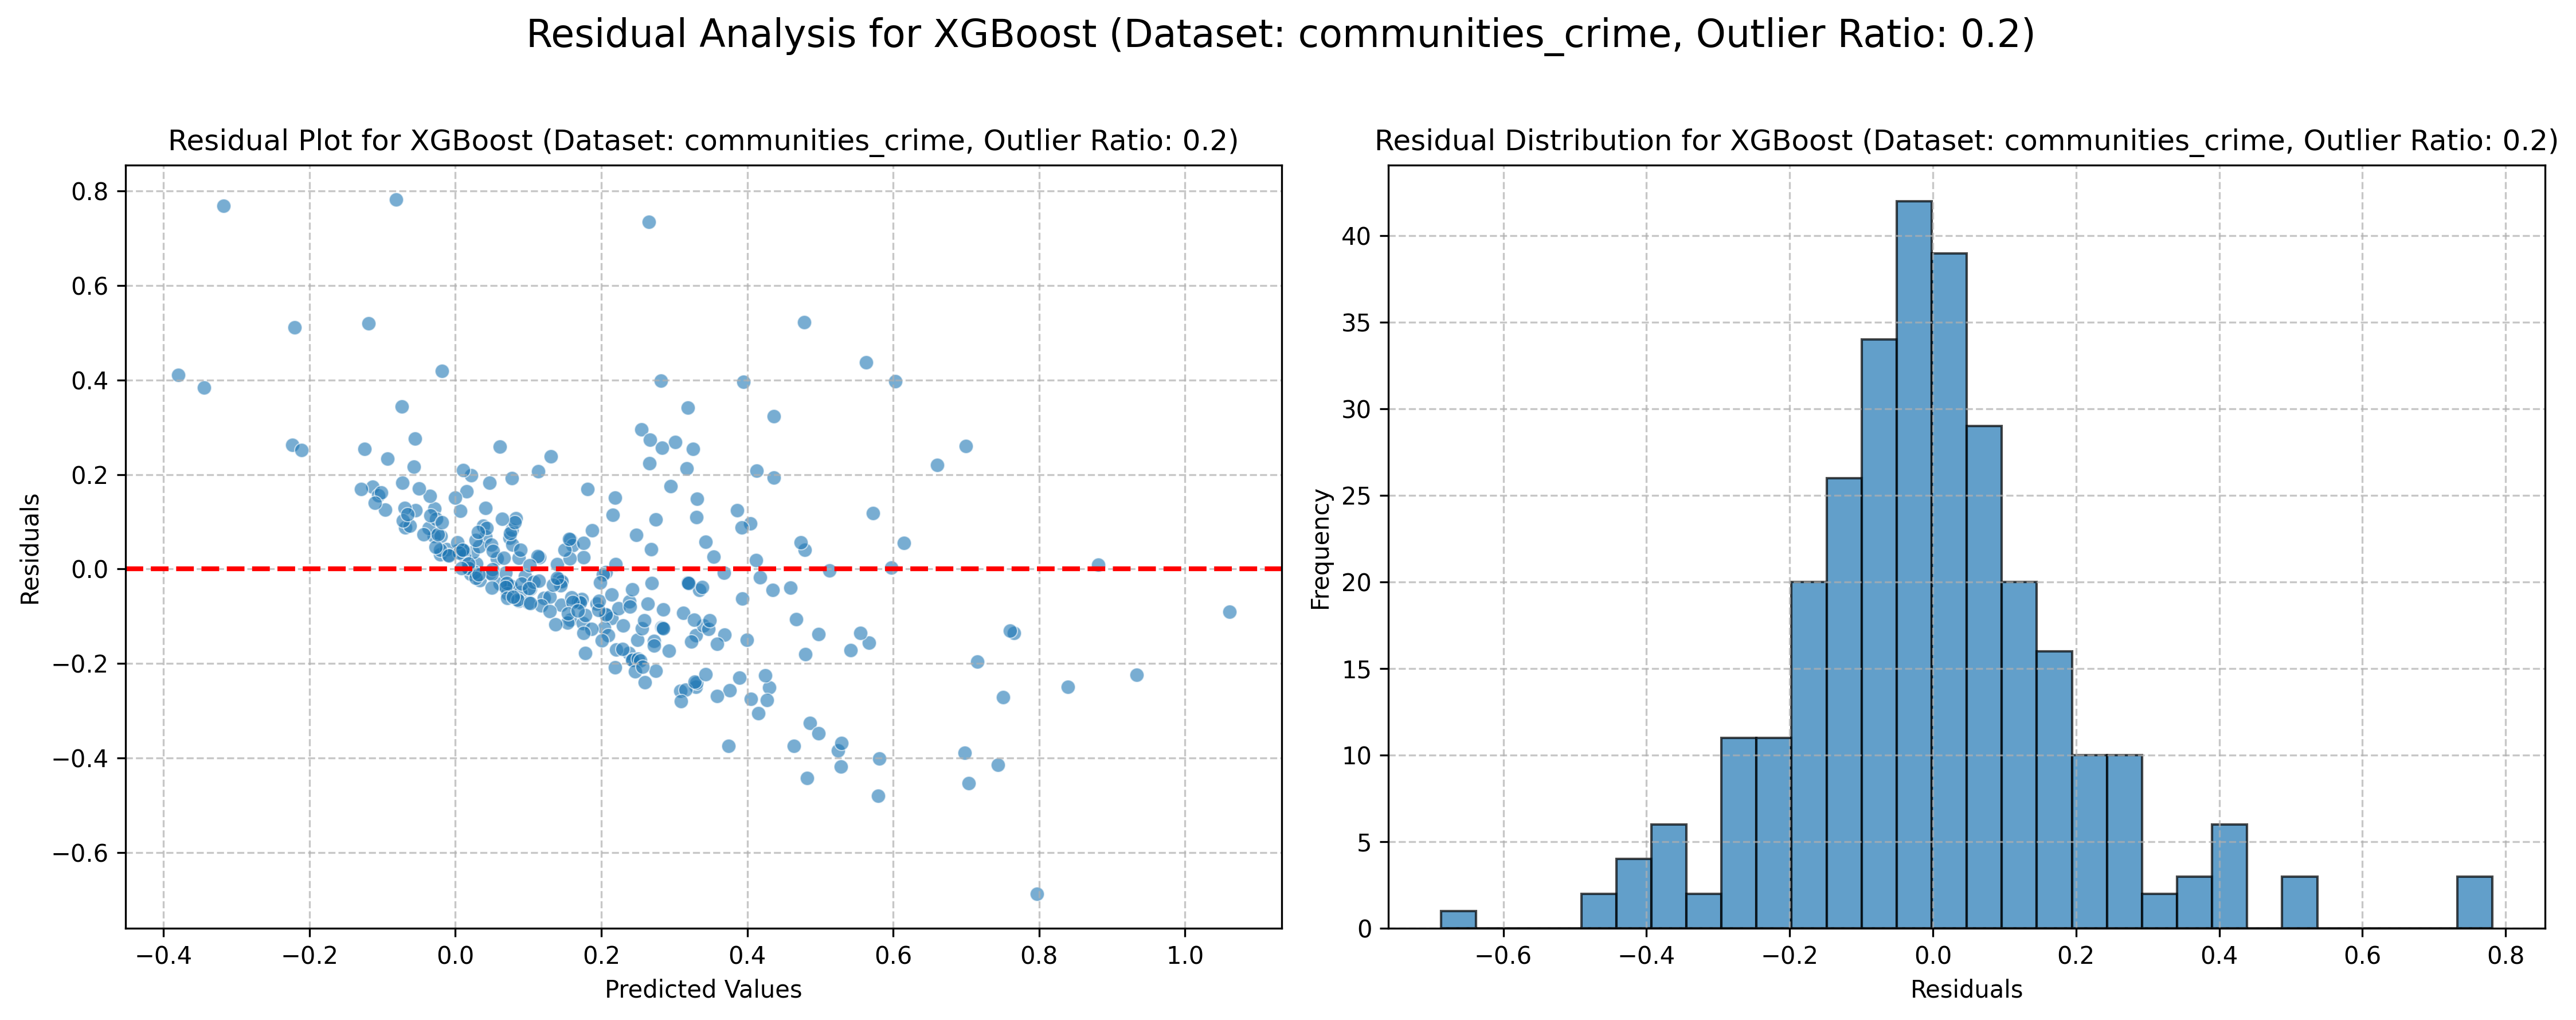 Residual Analysis for XGBoost (Dataset: communities_crime, Outlier Ratio: 0.2)
Residual Plot for XGBoost (Dataset: communities_crime, Outlier Ratio: 0.2)
0.8
0.6
0.4
0.2
0.0
−0.2
−0.4
−0.6
Residuals
−0.4 −0.2 0.0 0.2 0.4 0.6 0.8 1.0
Predicted Values
Residual Distribution for XGBoost (Dataset: communities_crime, Outlier Ratio: 0.2)
40
35
30
25
20
15
10
5
0
Frequency
−0.6 −0.4 −0.2 0.0 0.2 0.4 0.6 0.8
Residuals